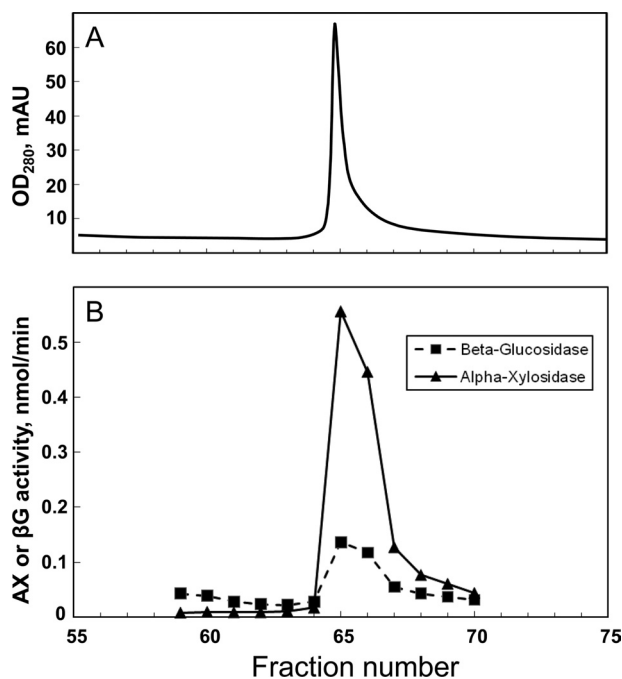 A
60
50
40
30
20
10
OD280, mAU
B
0.5
0.4
0.3
0.2
0.1
0
AX or βG activity, nmol/min
Beta-Glucosidase
Alpha-Xylosidase
55 60 65 70 75
Fraction number